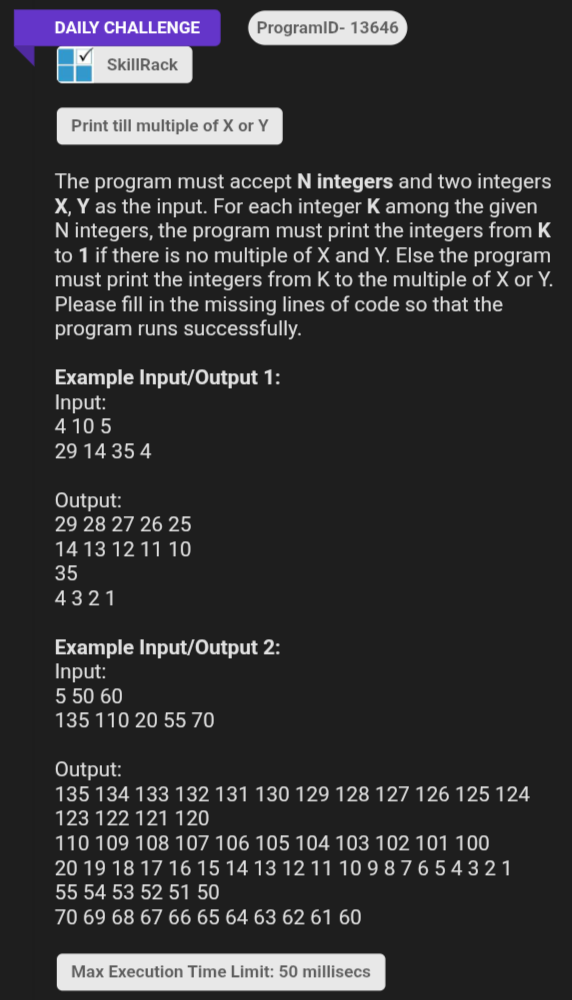 DAILY CHALLENGE
ProgramID- 13646
SkillRack
Print till multiple of X or Y
The program must accept N integers and two integers
X, Y as the input. For each integer K among the given
N integers, the program must print the integers from K
to 1 if there is no multiple of X and Y. Else the program
must print the integers from K to the multiple of X or Y.
Please fill in the missing lines of code so that the
program runs successfully.
Example Input/Output 1:
Input:
4 10 5
29 14 35 4
Output:
29 28 27 26 25
14 13 12 11 10
35
4 3 2 1
Example Input/Output 2:
Input:
5 50 60
135 110 20 55 70
Output:
135 134 133 132 131 130 129 128 127 126 125 124
123 122 121 120
110 109 108 107 106 105 104 103 102 101 100
20 19 18 17 16 15 14 13 12 11 10 9 8 7 6 5 4 3 2 1
55 54 53 52 51 50
70 69 68 67 66 65 64 63 62 61 60
Max Execution Time Limit: 50 millisecs